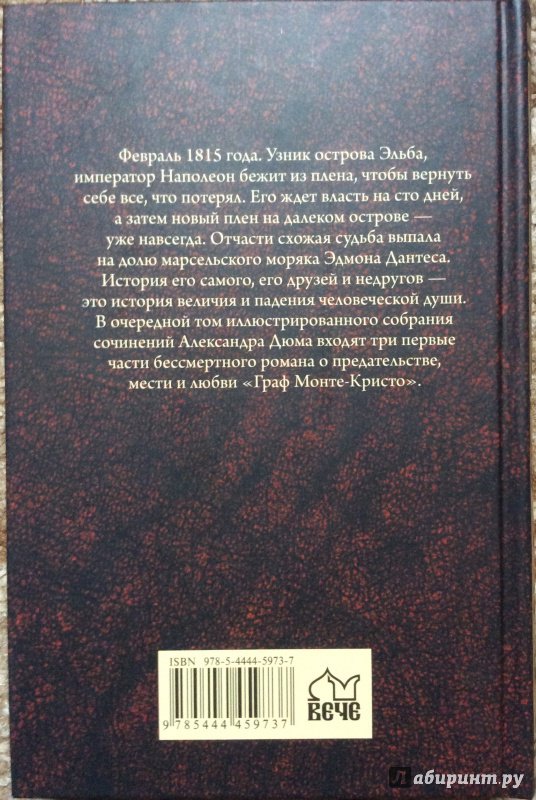 Февраль 1815 года. Узник острова Эльба,
император Наполеон бежит из плена, чтобы вернуть
себе все, что потерял. Его ждет власть на сто дней,
а затем новый плен на далеком острове —
уже навсегда. Отчасти схожая судьба выпала
на долю марсельского моряка Эдмона Дантеса.
История его самого, его друзей и недругов —
это история величия и падения человеческой души.
В очередной том иллюстрированного собрания
сочинений Александра Дюма входят три первые
части бессмертного романа о предательстве,
мести и любви «Граф Монте-Кристо».
ISBN 978-5-4444-5973-7
9 785444 459737
ВЕЧЕ
Лабиринт.ру